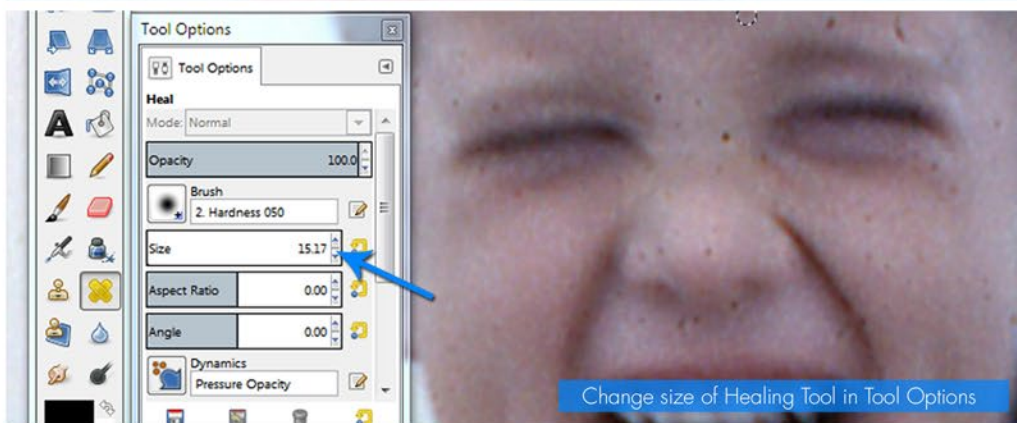 Tool Options
Tool Options
Heal
Mode: Normal
Opacity 100.0
Brush
2. Hardness 050
Size 15.17
Aspect Ratio 0.00
Angle 0.00
Dynamics
Pressure Opacity
Change size of Healing Tool in Tool Options